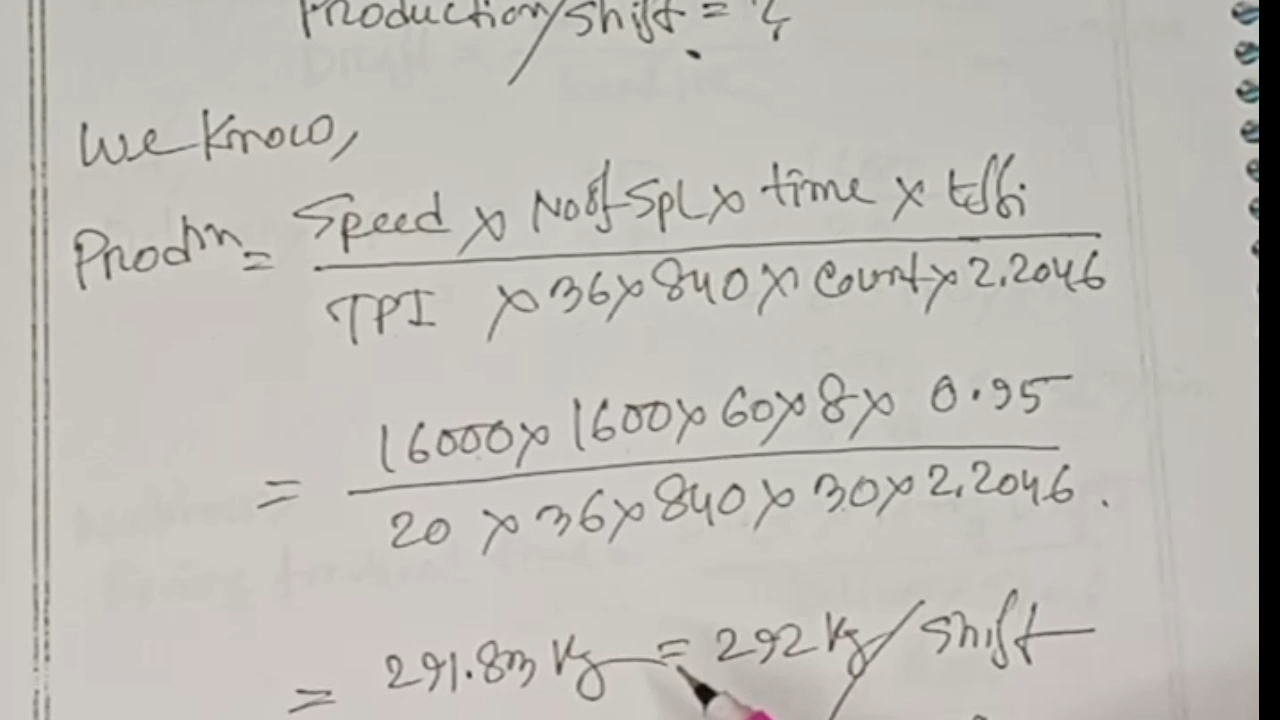 Production/shift = ?
We know,
Prodn = Speed x No of Spl x time x Effi
TPI x 36 x 840 x Count x 2.2046
= 16000 x 1600 x 60 x 8 x 0.95
20 x 36 x 840 x 30 x 2.2046.
= 291.83 Kg = 292 Kg/shift